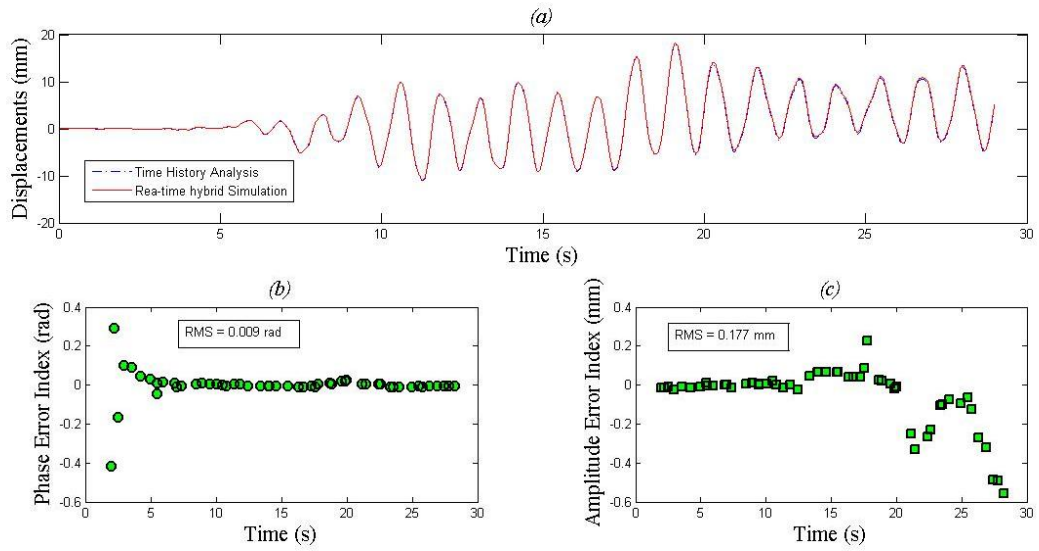 (a)
Displacements (mm)
20
10
0
-10
-20
Time History Analysis
Rea-time hybrid Simulation
0 5 10 15 20 25 30
Time (s)
(b)
Phase Error Index (rad)
0.4
0.2
0
-0.2
-0.4
-0.6
RMS = 0.009 rad
0 5 10 15 20 25 30
Time (s)
(c)
Amplitude Error Index (mm)
0.4
0.2
0
-0.2
-0.4
-0.6
RMS = 0.177 mm
0 5 10 15 20 25 30
Time (s)